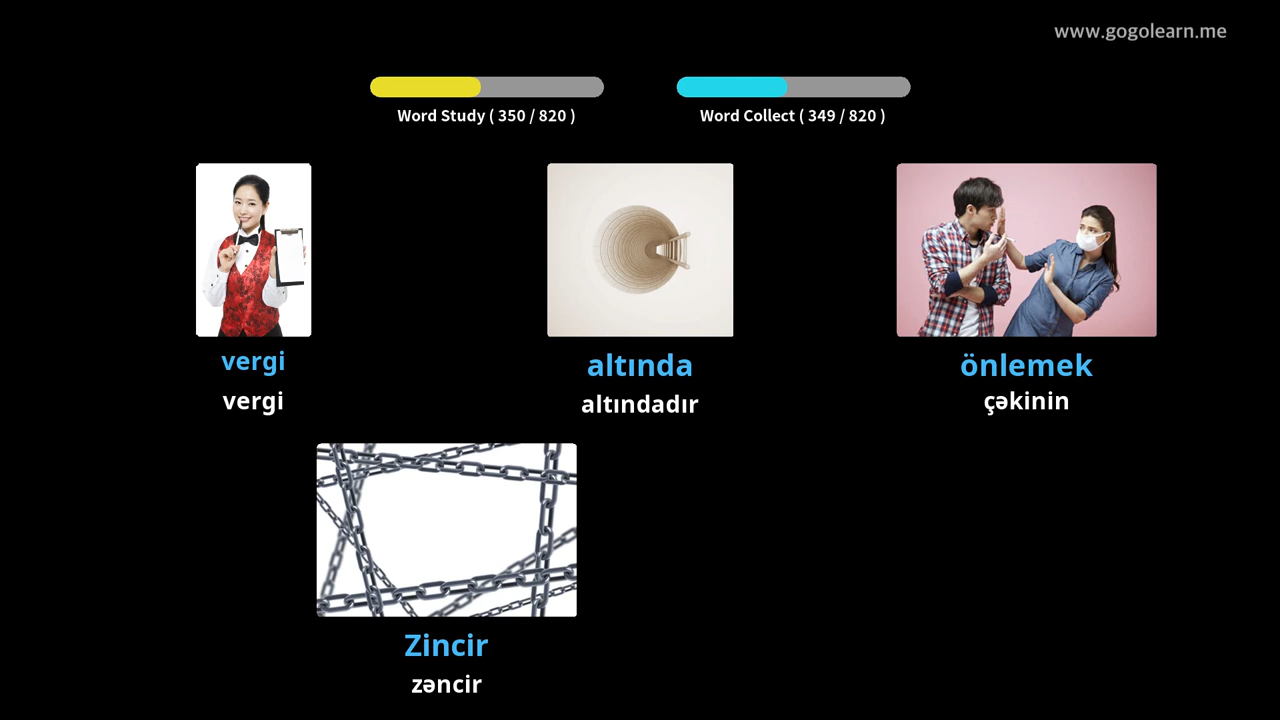 www.gogolearn.me
Word Study ( 350 / 820 )
Word Collect ( 349 / 820 )
vergi
vergi
altında
altındadır
önlemek
çəkinin
Zincir
zəncir